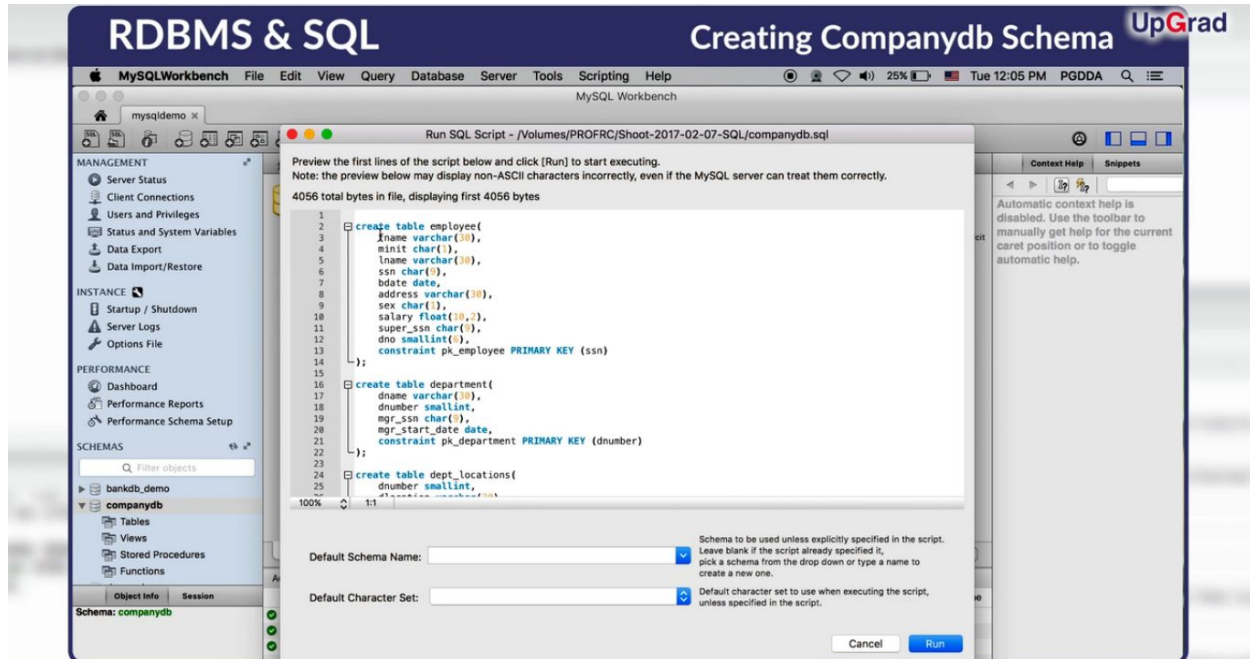 RDBMS & SQL
Creating Companydb Schema
UpGrad
MySQLWorkbench File Edit View Query Database Server Tools Scripting Help
25% Tue 12:05 PM PGDDA
MySQL Workbench
mysqldemo
Run SQL Script - /Volumes/PROFRC/Shoot-2017-02-07-SQL/companydb.sql
MANAGEMENT
Server Status
Client Connections
Users and Privileges
Status and System Variables
Data Export
Data Import/Restore
INSTANCE
Startup / Shutdown
Server Logs
Options File
PERFORMANCE
Dashboard
Performance Reports
Performance Schema Setup
SCHEMAS
Filter objects
bankdb_demo
companydb
Tables
Views
Stored Procedures
Functions
Object Info Session
Schema: companydb
Preview the first lines of the script below and click [Run] to start executing.
Note: the preview below may display non-ASCII characters incorrectly, even if the MySQL server can treat them correctly.
4056 total bytes in file, displaying first 4056 bytes
1
2 create table employee(
3 fname varchar(30),
4 minit char(1),
5 lname varchar(30),
6 ssn char(9),
7 bdate date,
8 address varchar(30),
9 sex char(1),
10 salary float(10,2),
11 super_ssn char(9),
12 dno smallint(6),
13 constraint pk_employee PRIMARY KEY (ssn)
14 );
15
16 create table department(
17 dname varchar(30),
18 dnumber smallint,
19 mgr_ssn char(9),
20 mgr_start_date date,
21 constraint pk_department PRIMARY KEY (dnumber)
22 );
23
24 create table dept_locations(
25 dnumber smallint,
100% 1:1
Default Schema Name:
Schema to be used unless explicitly specified in the script.
Leave blank if the script already specified it,
pick a schema from the drop down or type a name to
create a new one.
Default Character Set:
Default character set to use when executing the script,
unless specified in the script.
Cancel Run
Context Help Snippets
Automatic context help is
disabled. Use the toolbar to
manually get help for the current
caret position or to toggle
automatic help.